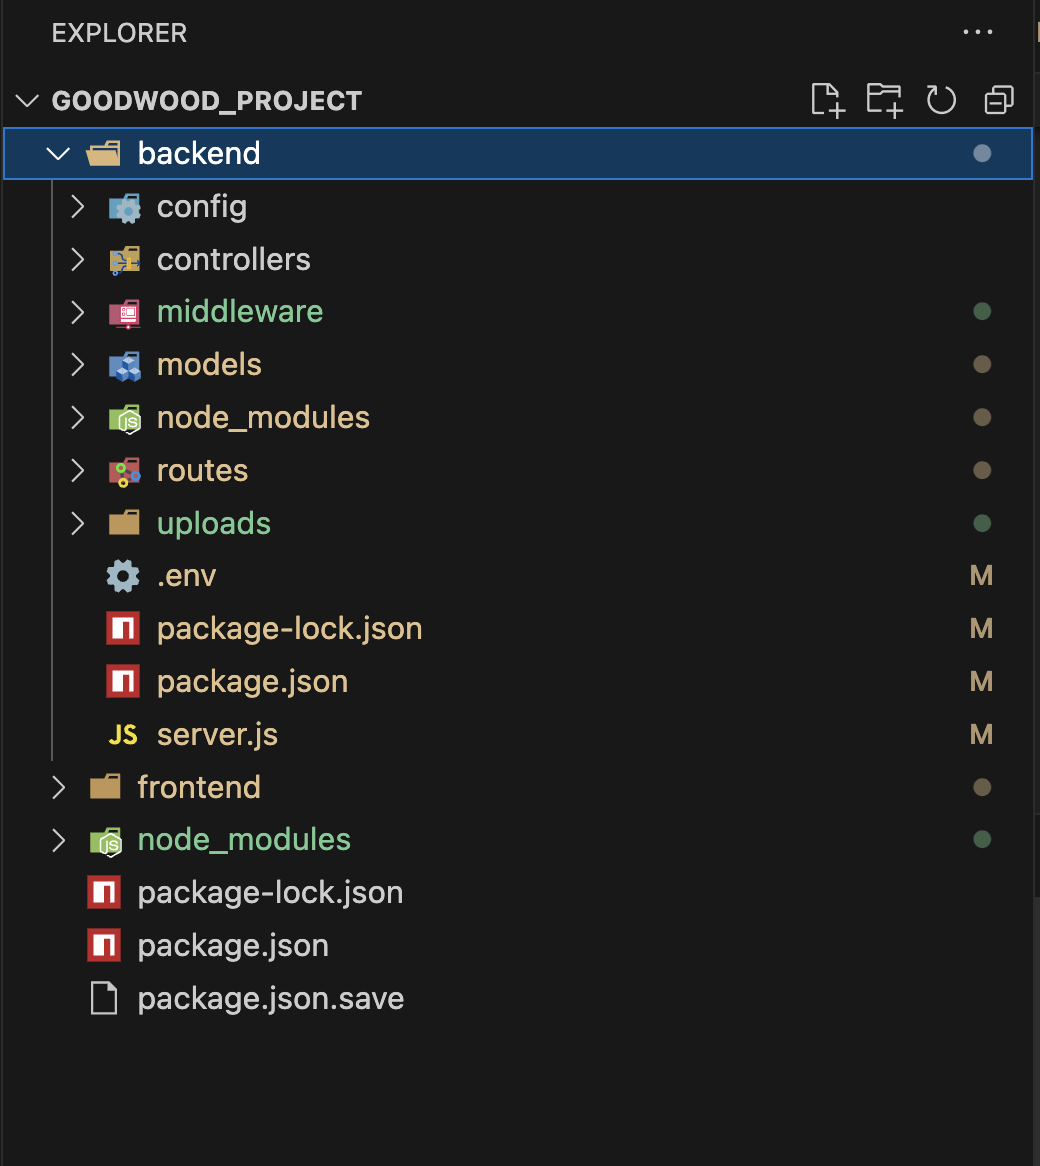 EXPLORER
GOODWOOD_PROJECT
backend
config
controllers
middleware
models
node_modules
routes
uploads
.env M
package-lock.json M
package.json M
JS server.js M
frontend
node_modules
package-lock.json
package.json
package.json.save